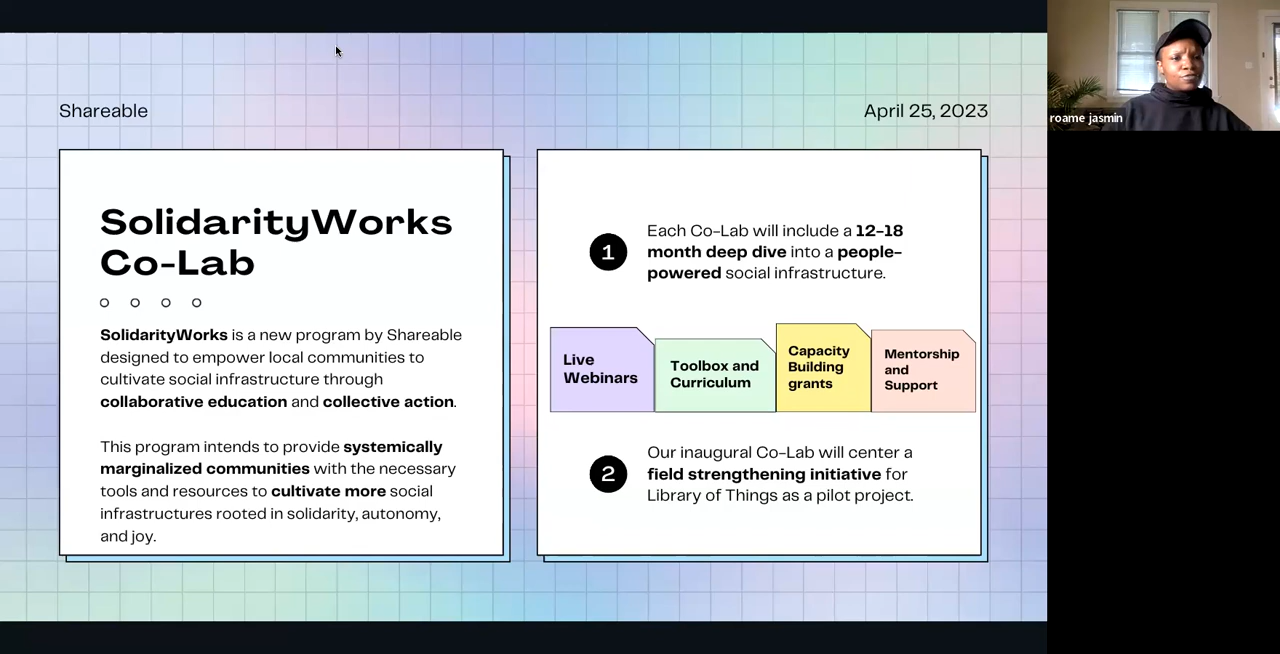 Shareable
April 25, 2023
SolidarityWorks
Co-Lab
SolidarityWorks is a new program by Shareable
designed to empower local communities to
cultivate social infrastructure through
collaborative education and collective action.
This program intends to provide systemically
marginalized communities with the necessary
tools and resources to cultivate more social
infrastructures rooted in solidarity, autonomy,
and joy.
1
Each Co-Lab will include a 12-18
month deep dive into a people-
powered social infrastructure.
Live
Webinars
Toolbox and
Curriculum
Capacity
Building
grants
Mentorship
and
Support
2
Our inaugural Co-Lab will center a
field strengthening initiative for
Library of Things as a pilot project.
roame jasmin